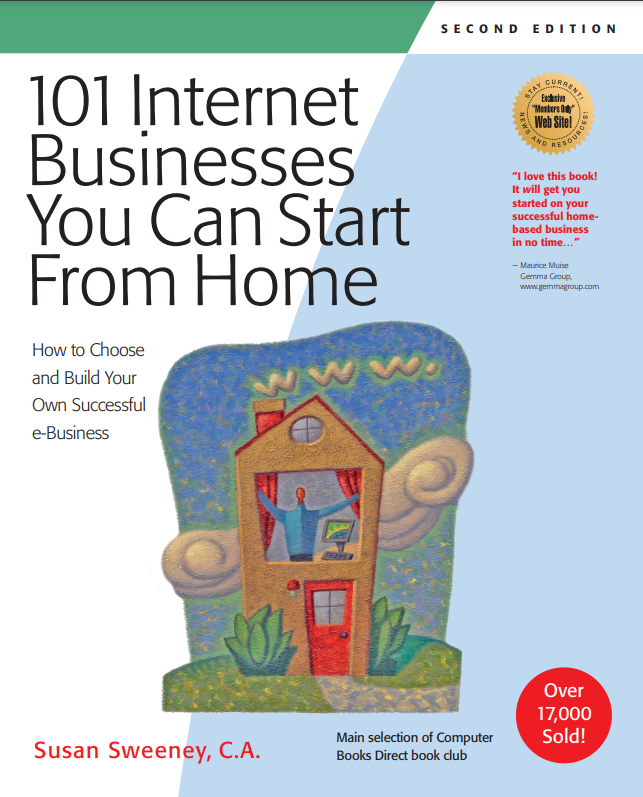 SECOND EDITION
101 Internet
Businesses
You Can Start
From Home
STAY CURRENT!
Exclusive
"Members Only"
Web Site!
NEWS AND RESOURCES!
"I love this book!
It will get you
started on your
successful home-
based business
in no time..."
— Maurice Muise
Gemma Group,
www.gemmagroup.com
How to Choose
and Build Your
Own Successful
e-Business
www.
Susan Sweeney, C.A.
Main selection of Computer
Books Direct book club
Over
17,000
Sold!